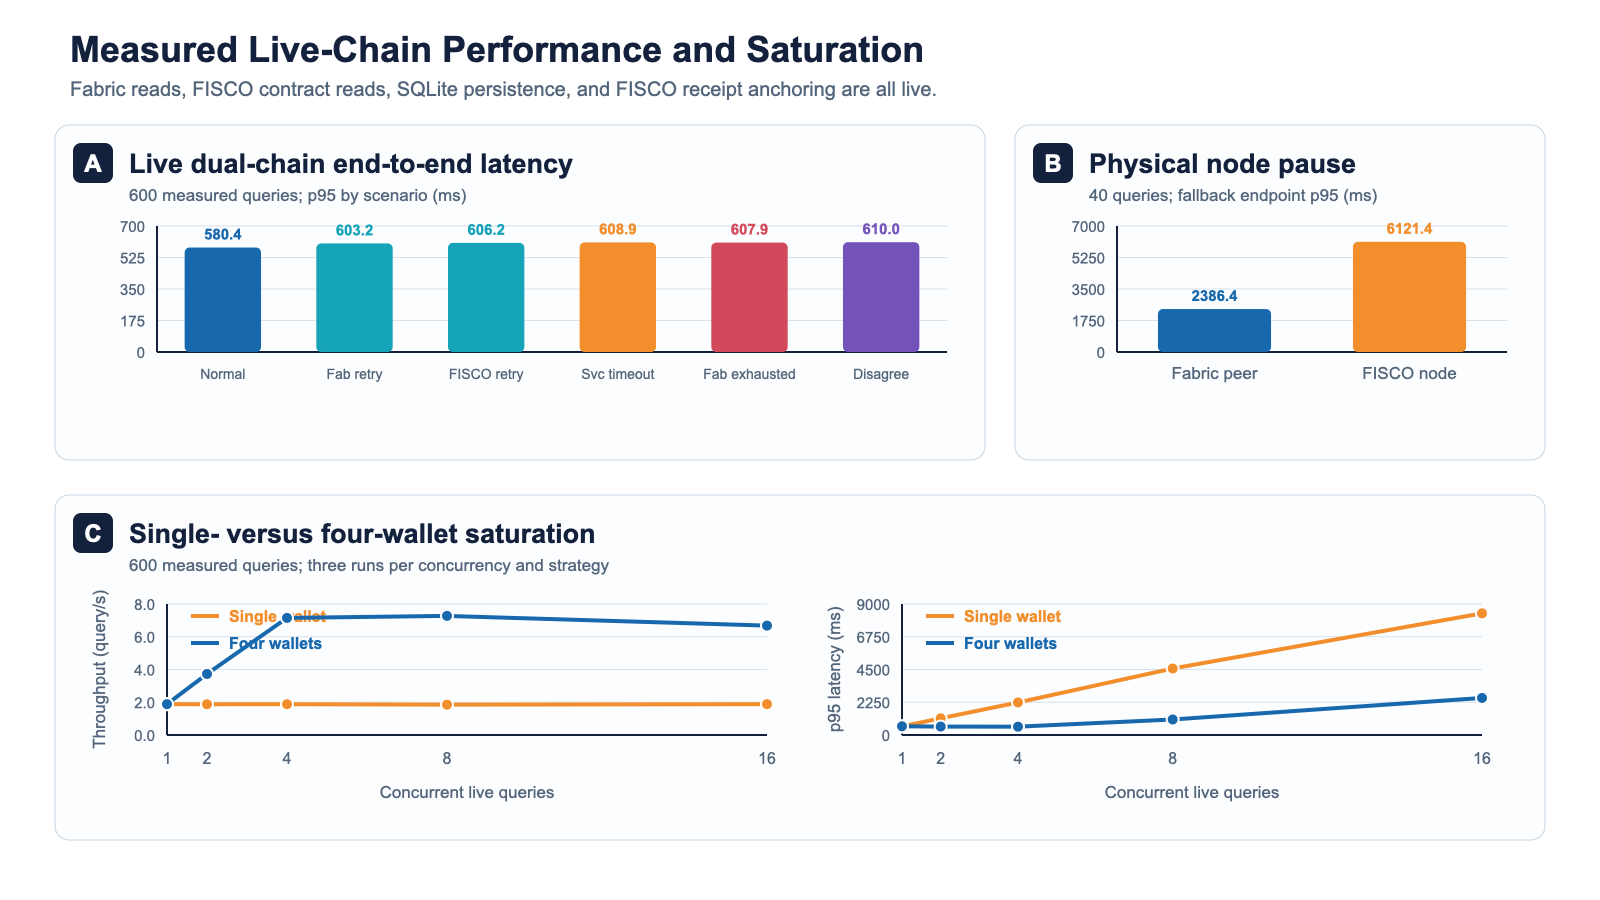 Measured Live-Chain Performance and Saturation
Fabric reads, FISCO contract reads, SQLite persistence, and FISCO receipt anchoring are all live.
A Live dual-chain end-to-end latency
600 measured queries; p95 by scenario (ms)
700
525
350
175
0
580.4 603.2 606.2 608.9 607.9 610.0
Normal Fab retry FISCO retry Svc timeout Fab exhausted Disagree
B Physical node pause
40 queries; fallback endpoint p95 (ms)
7000
5250
3500
1750
0
2386.4 6121.4
Fabric peer FISCO node
C Single- versus four-wallet saturation
600 measured queries; three runs per concurrency and strategy
Throughput (query/s)
8.0
6.0
4.0
2.0
0.0
Single wallet
Four wallets
1 2 4 8 16
Concurrent live queries
p95 latency (ms)
9000
6750
4500
2250
0
Single wallet
Four wallets
1 2 4 8 16
Concurrent live queries